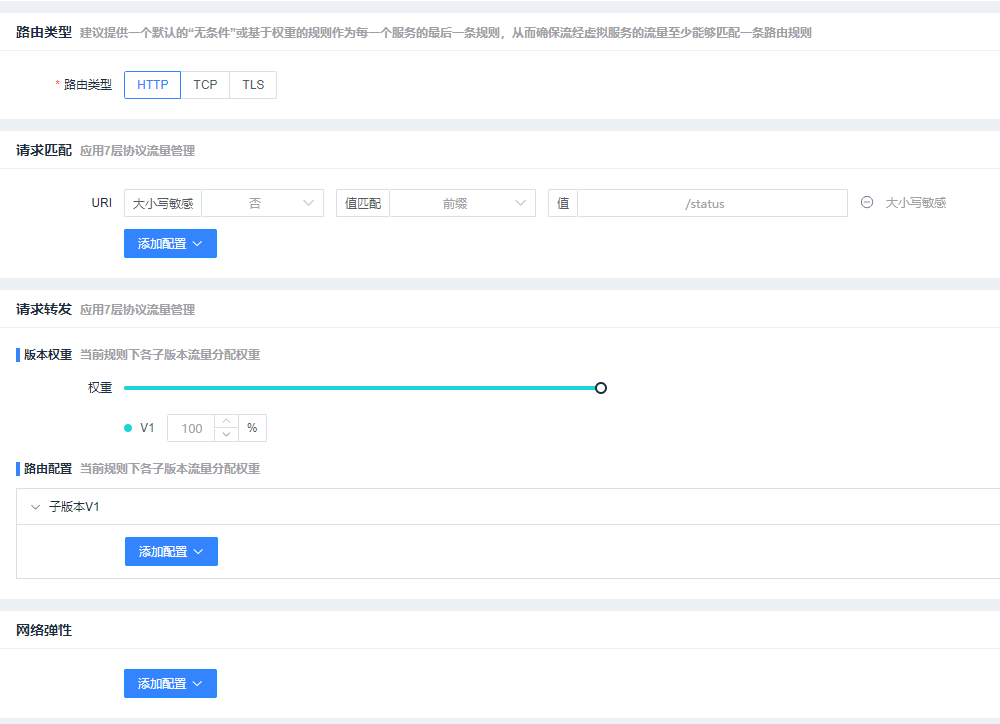 路由类型 建议提供一个默认的“无条件”或基于权重的规则作为每一个服务的最后一条规则，从而确保流经虚拟服务的流量至少能够匹配一条路由规则
* 路由类型 HTTP TCP TLS
请求匹配 应用7层协议流量管理
URI 大小写敏感 否 值匹配 前缀 值 /status 大小写敏感
添加配置
请求转发 应用7层协议流量管理
版本权重 当前规则下各子版本流量分配权重
权重
V1 100 %
路由配置 当前规则下各子版本流量分配权重
子版本V1
添加配置
网络弹性
添加配置